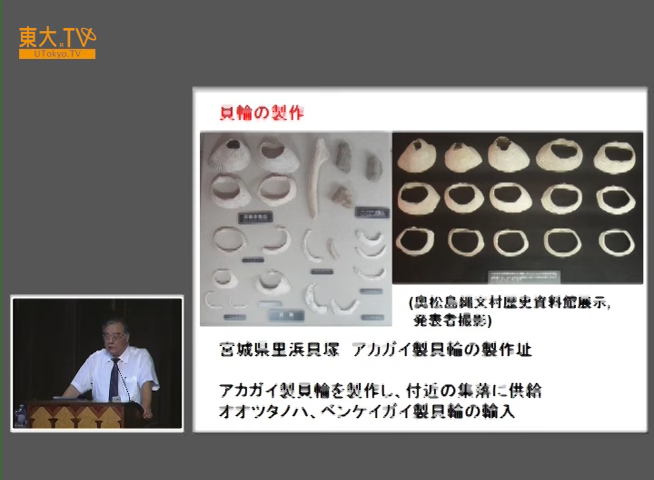 東大.TV
UTokyo.TV
貝輪の製作
(奥松島縄文村歴史資料館展示,
発表者撮影)
宮城県里浜貝塚 アカガイ製貝輪の製作址
アカガイ製貝輪を製作し、付近の集落に供給
オオツタノハ、ベンケイガイ製貝輪の輸入